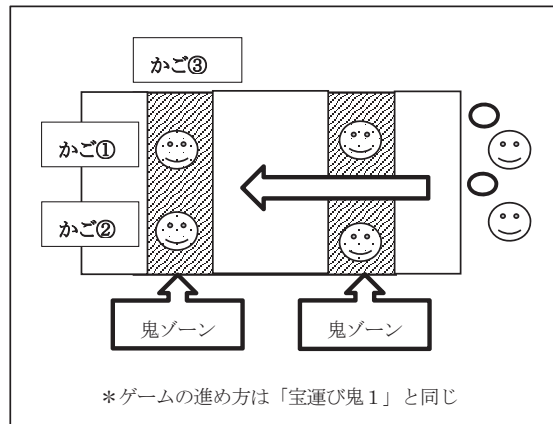 かご③
かご①
かご②
鬼ゾーン
鬼ゾーン
＊ゲームの進め方は「宝運び鬼１」と同じ